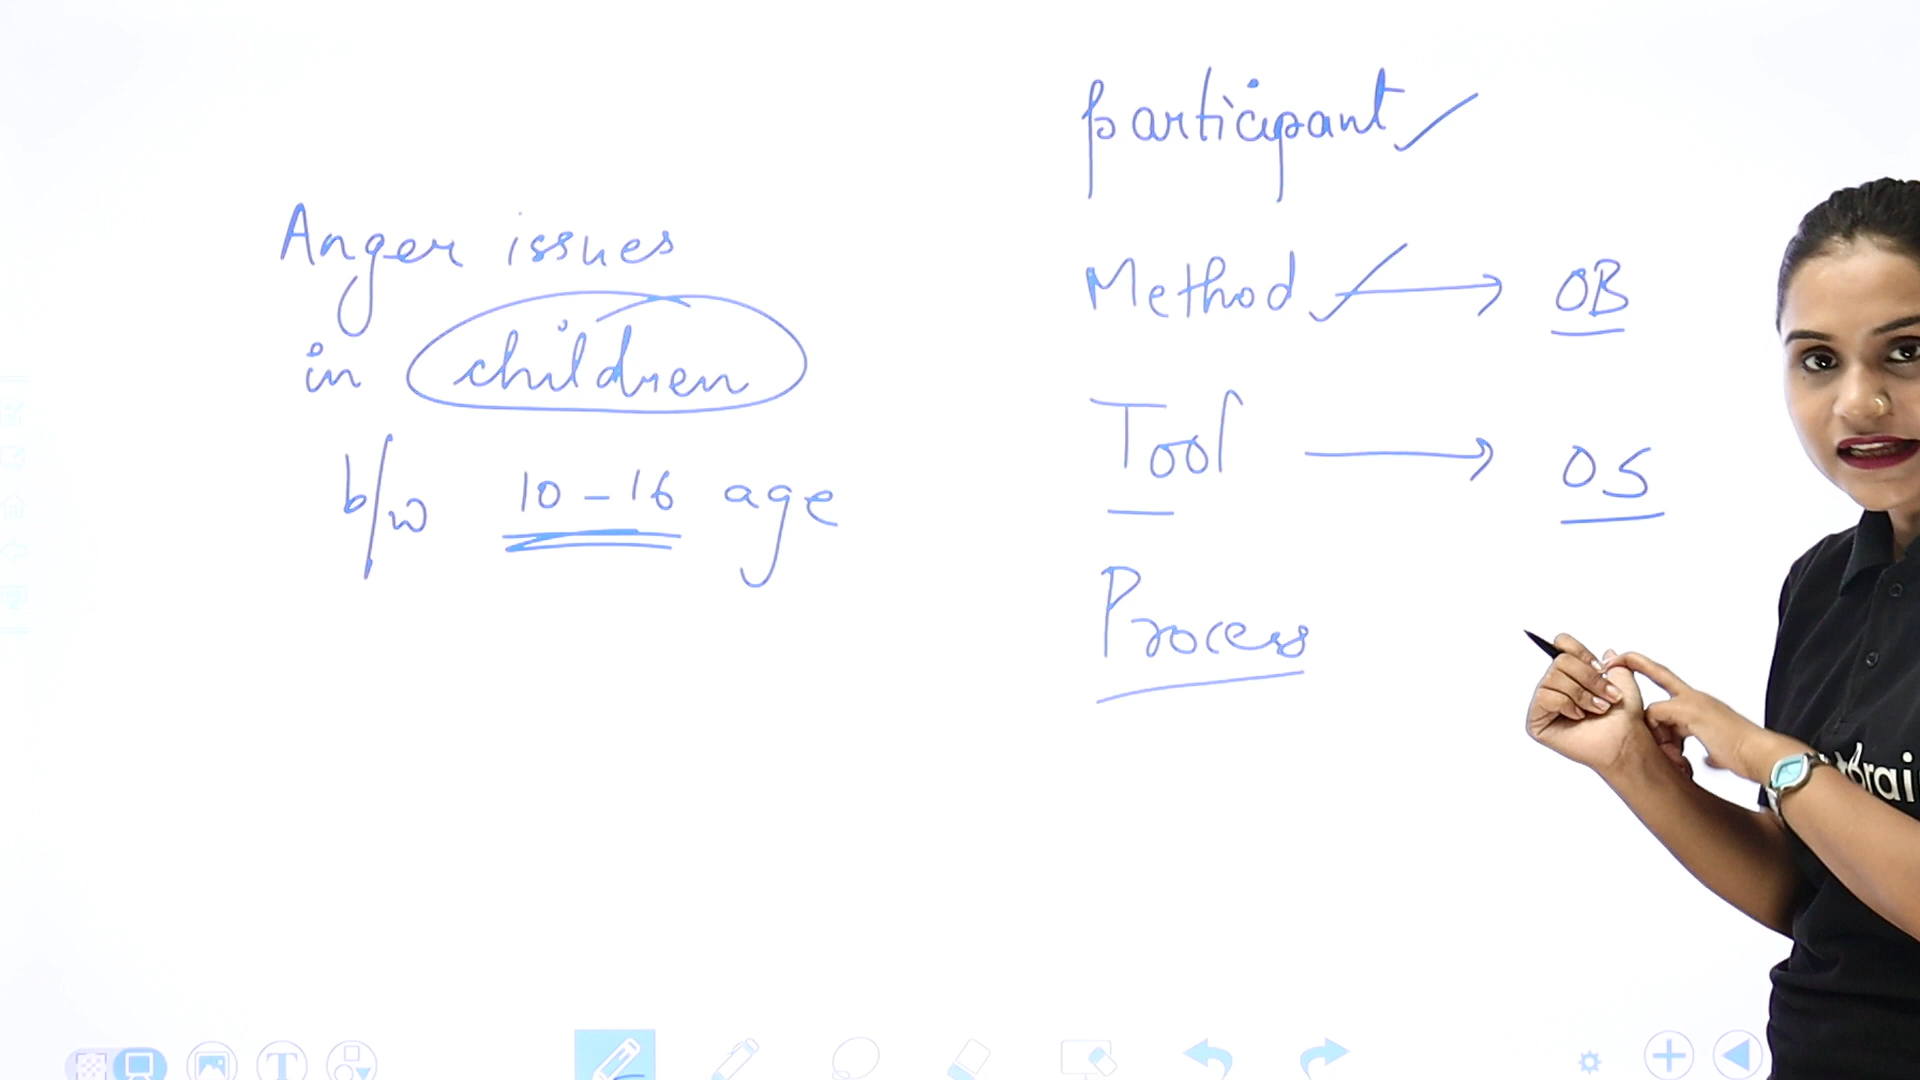 Anger issues
in children
b/w 10-16 age
participant
Method → OB
Tool → OS
Process